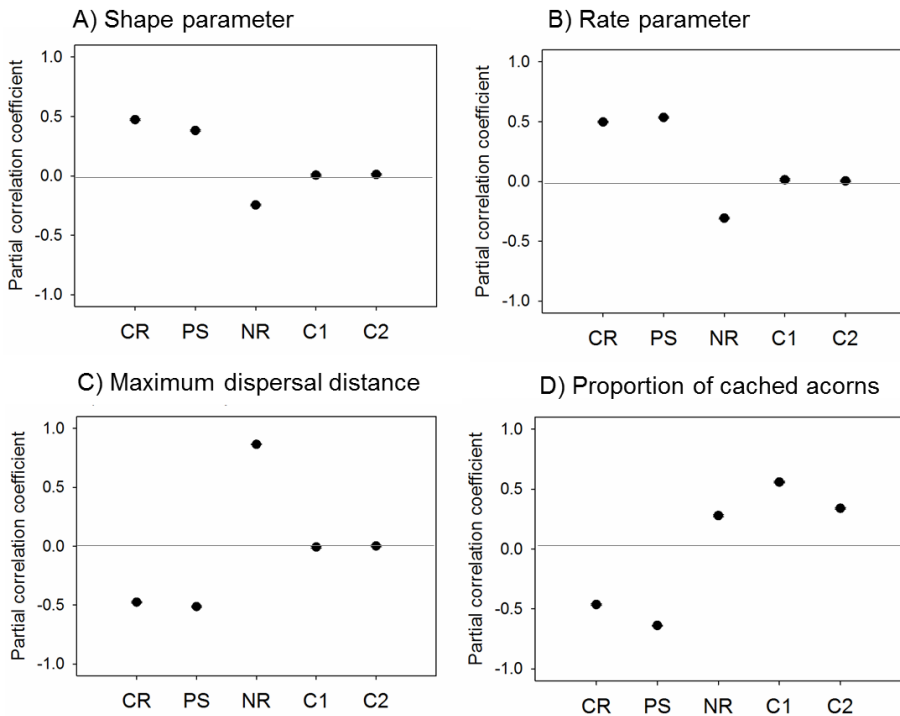 A) Shape parameter
Partial correlation coefficient
1.0
0.5
0.0
-0.5
-1.0
CR PS NR C1 C2
B) Rate parameter
Partial correlation coefficient
1.0
0.5
0.0
-0.5
-1.0
CR PS NR C1 C2
C) Maximum dispersal distance
Partial correlation coefficient
1.0
0.5
0.0
-0.5
-1.0
CR PS NR C1 C2
D) Proportion of cached acorns
Partial correlation coefficient
1.0
0.5
0.0
-0.5
-1.0
CR PS NR C1 C2